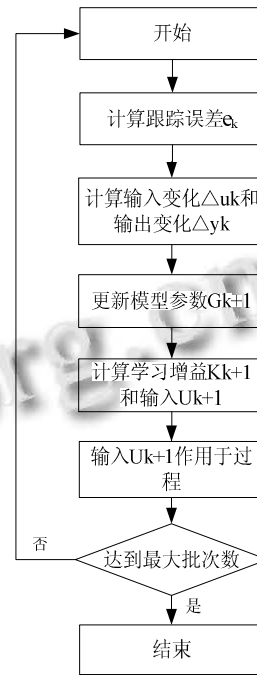 开始
计算跟踪误差eₖ
计算输入变化△uk和
输出变化△yk
更新模型参数Gk+1
计算学习增益Kk+1
和输入Uk+1
输入Uk+1作用于过
程
达到最大批次数
否
是
结束